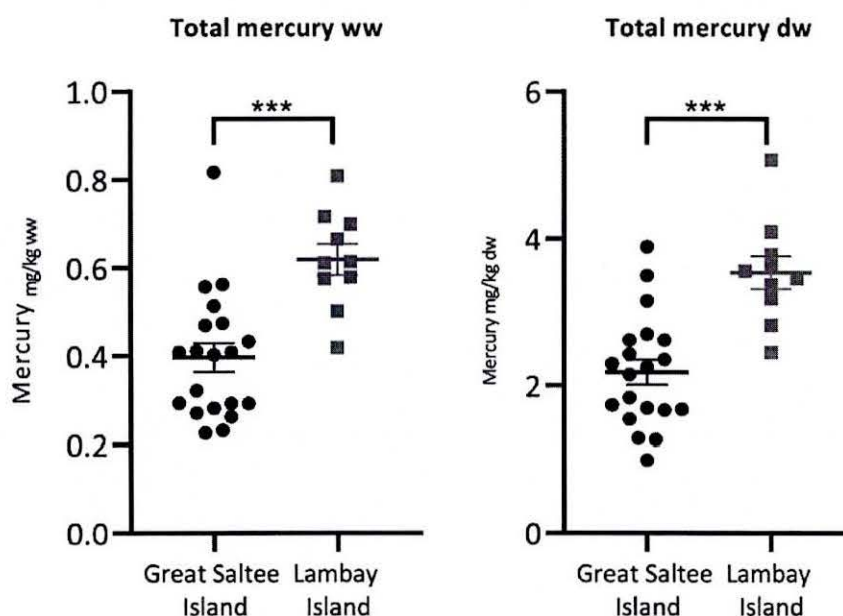 Total mercury ww
Mercury mg/kg ww
1.0
0.8
0.6
0.4
0.2
0.0
***
Great Saltee
Island
Lambay
Island
Total mercury dw
Mercury mg/kg dw
6
4
2
0
***
Great Saltee
Island
Lambay
Island